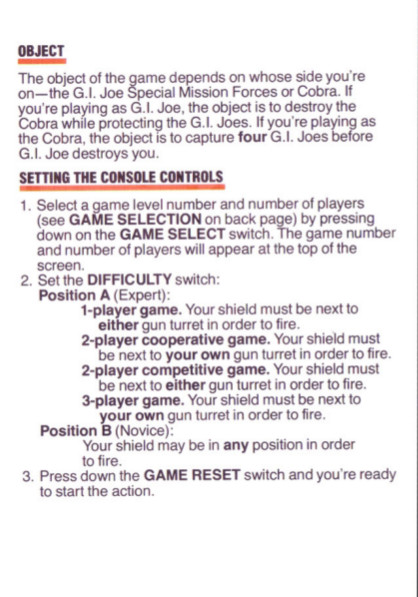 OBJECT
The object of the game depends on whose side you're
on—the G.I. Joe Special Mission Forces or Cobra. If
you're playing as G.I. Joe, the object is to destroy the
Cobra while protecting the G.I. Joes. If you're playing as
the Cobra, the object is to capture four G.I. Joes before
G.I. Joe destroys you.
SETTING THE CONSOLE CONTROLS
1. Select a game level number and number of players
(see GAME SELECTION on back page) by pressing
down on the GAME SELECT switch. The game number
and number of players will appear at the top of the
screen.
2. Set the DIFFICULTY switch:
Position A (Expert):
1-player game. Your shield must be next to
either gun turret in order to fire.
2-player cooperative game. Your shield must
be next to your own gun turret in order to fire.
2-player competitive game. Your shield must
be next to either gun turret in order to fire.
3-player game. Your shield must be next to
your own gun turret in order to fire.
Position B (Novice):
Your shield may be in any position in order
to fire.
3. Press down the GAME RESET switch and you're ready
to start the action.